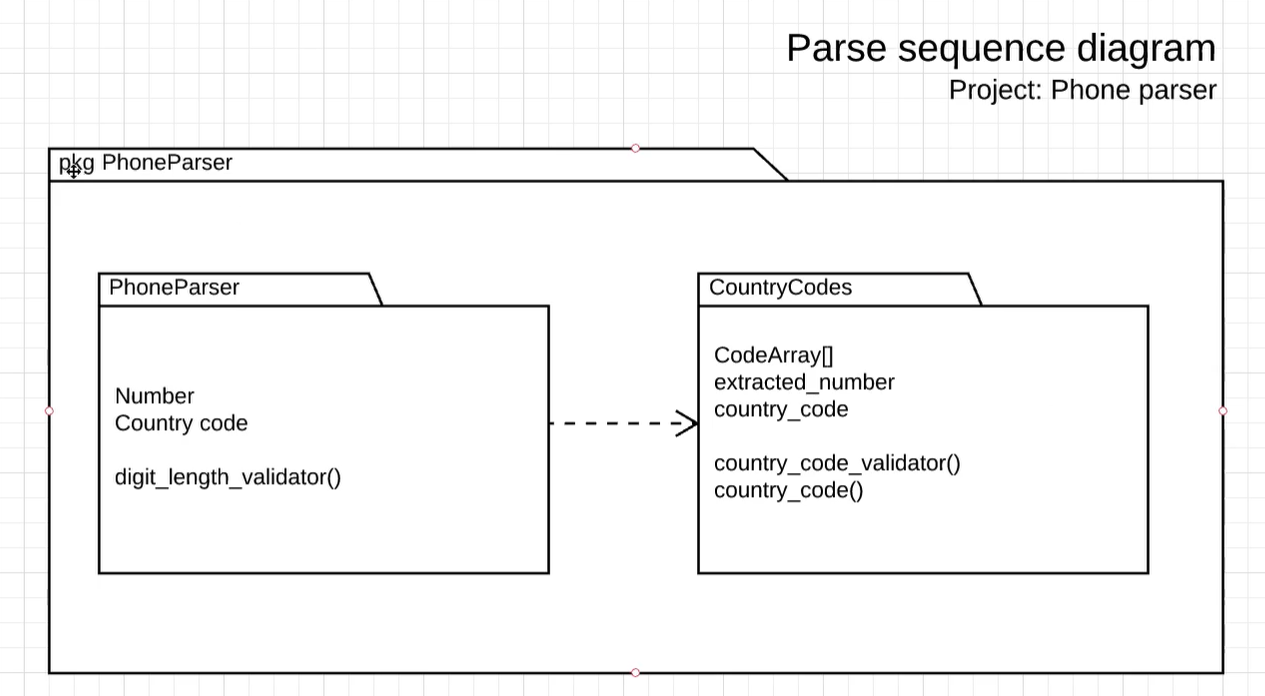 Parse sequence diagram
Project: Phone parser
pkg PhoneParser
PhoneParser
Number
Country code
digit_length_validator()
CountryCodes
CodeArray[]
extracted_number
country_code
country_code_validator()
country_code()